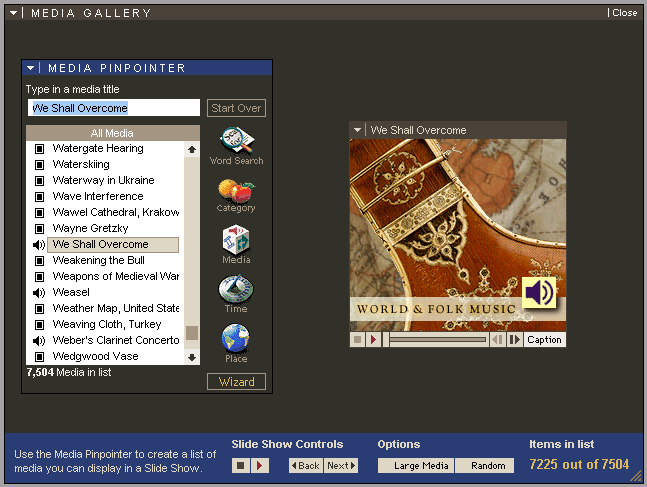 MEDIA GALLERY
Close
MEDIA PINPOINTER
Type in a media title
We Shall Overcome
Start Over
All Media
Watergate Hearing
Waterskiing
Waterway in Ukraine
Wave Interference
Wawel Cathedral, Krakow
Wayne Gretzky
We Shall Overcome
Weakening the Bull
Weapons of Medieval War
Weasel
Weather Map, United State
Weaving Cloth, Turkey
Weber's Clarinet Concerto
Wedgwood Vase
7,504 Media in list
Word Search
Category
Media
Time
Place
Wizard
We Shall Overcome
WORLD & FOLK MUSIC
Caption
Use the Media Pinpointer to create a list of
media you can display in a Slide Show.
Slide Show Controls
Back Next
Options
Large Media Random
Items in list
7225 out of 7504